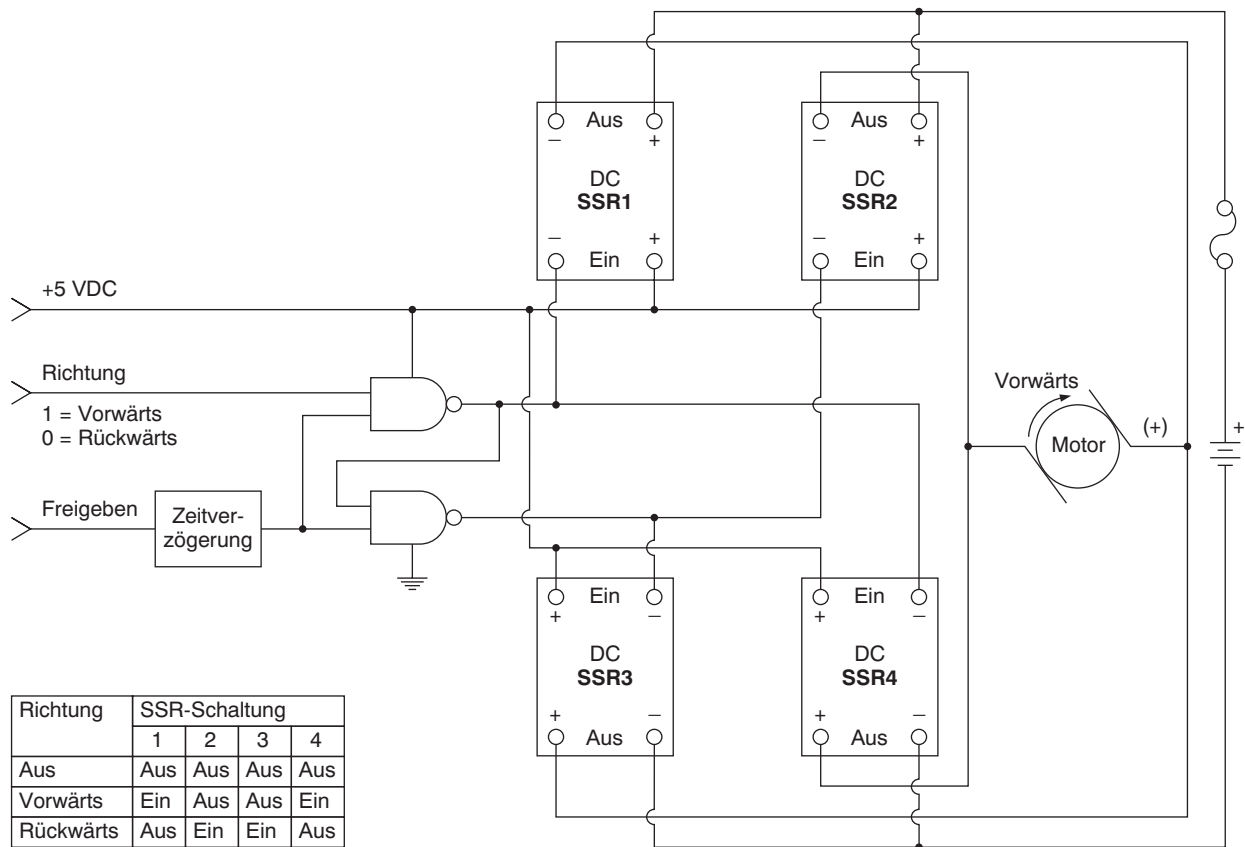 Aus
− +
DC
SSR1
− +
Ein
Aus
− +
DC
SSR2
− +
Ein
+5 VDC
Richtung
1 = Vorwärts
0 = Rückwärts
Freigeben
Zeitver-
zögerung
Vorwärts
Motor
(+)
+
Ein
+ −
DC
SSR3
+ −
Aus
Ein
+ −
DC
SSR4
+ −
Aus
Richtung SSR-Schaltung
1 2 3 4
Aus Aus Aus Aus Aus
Vorwärts Ein Aus Aus Ein
Rückwärts Aus Ein Ein Aus